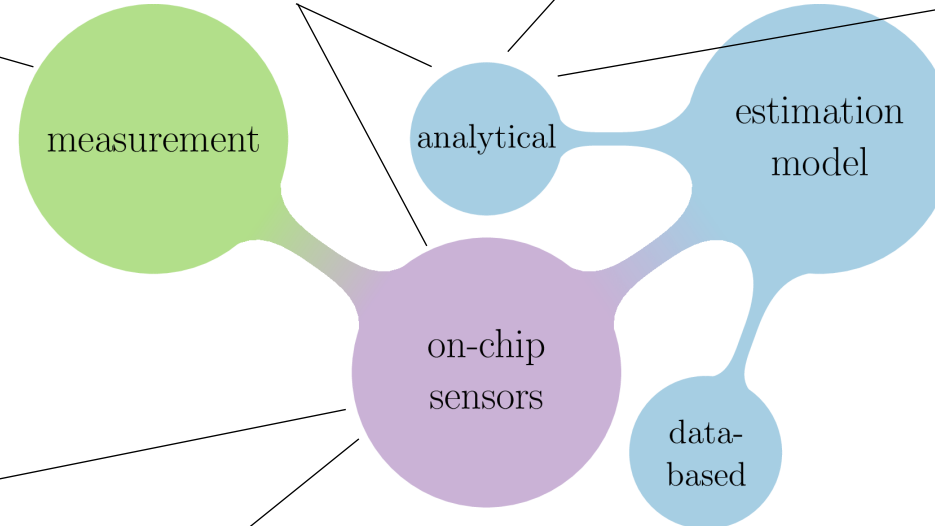 measurement
analytical
estimation
model
on-chip
sensors
data-
based